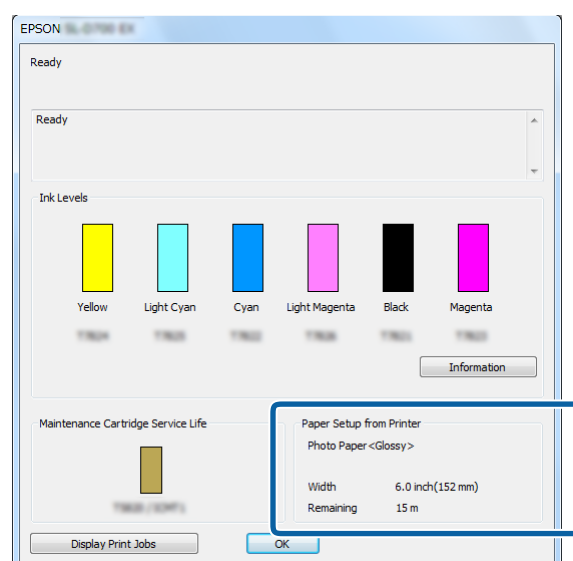 EPSON
Ready
Ready
Ink Levels
Yellow Light Cyan Cyan Light Magenta Black Magenta
Information
Maintenance Cartridge Service Life
Paper Setup from Printer
Photo Paper<Glossy>
Width 6.0 inch(152 mm)
Remaining 15 m
Display Print Jobs
OK